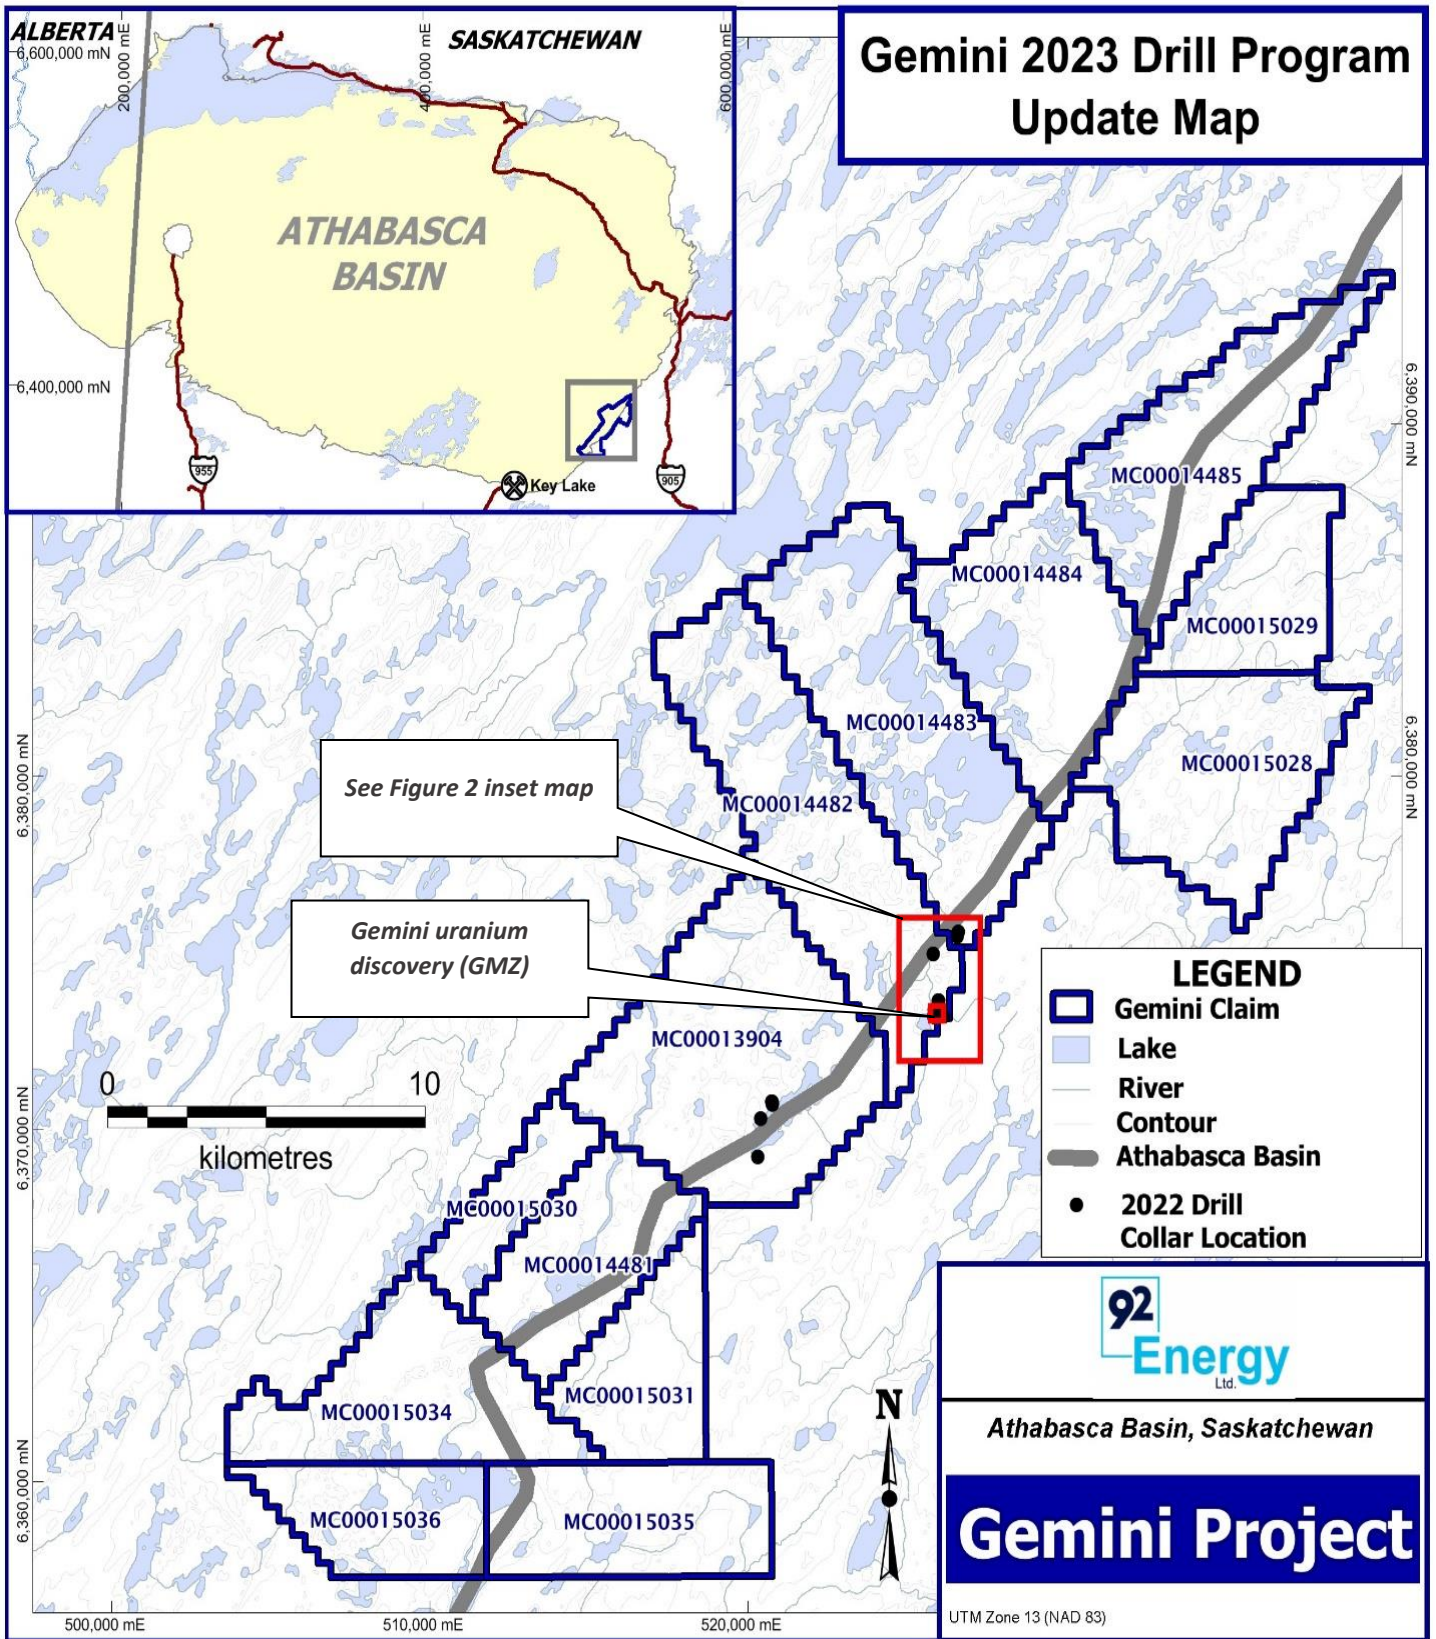 ALBERTA
SASKATCHEWAN
200,000 mE
400,000 mE
600,000 mE
6,600,000 mN
6,400,000 mN
ATHABASCA
BASIN
955
905
Key Lake
Gemini 2023 Drill Program
Update Map
6,390,000 mN
6,380,000 mN
MC00014485
MC00014484
MC00015029
MC00014483
MC00015028
MC00014482
See Figure 2 inset map
Gemini uranium
discovery (GMZ)
6,380,000 mN
6,370,000 mN
6,360,000 mN
MC00013904
0 10
kilometres
MC00015030
MC00014481
MC00015031
MC00015034
MC00015036
MC00015035
LEGEND
Gemini Claim
Lake
River
Contour
Athabasca Basin
2022 Drill
Collar Location
N
92
Energy
Ltd.
Athabasca Basin, Saskatchewan
Gemini Project
UTM Zone 13 (NAD 83)
500,000 mE
510,000 mE
520,000 mE